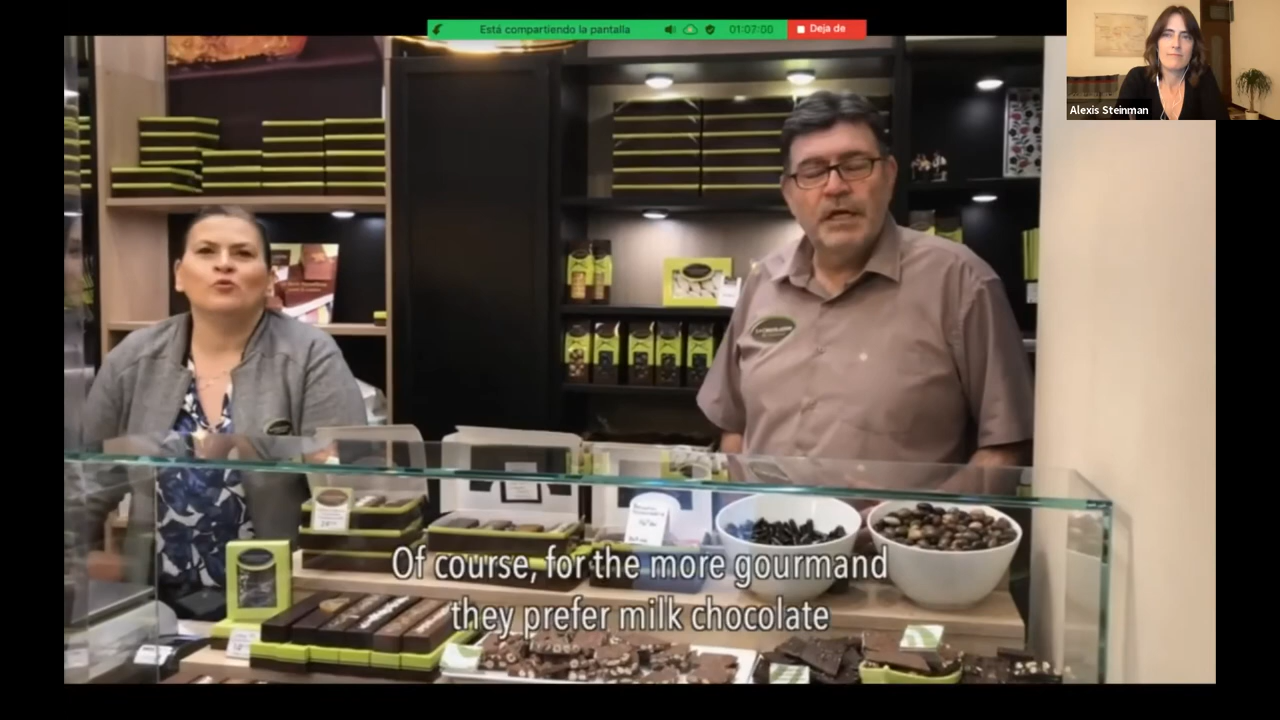 Está compartiendo la pantalla
01:07:00
Deja de
Alexis Steinman
Of course, for the more gourmand
they prefer milk chocolate